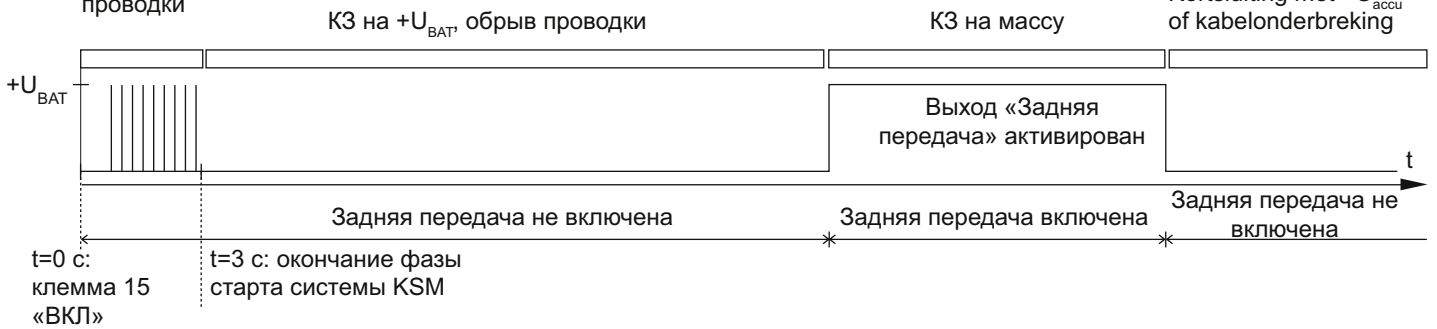 проводки
КЗ на +U_BAT, обрыв проводки
КЗ на массу
of kabelonderbreking
+U_BAT
Выход «Задняя
передача» активирован
t
Задняя передача не включена
Задняя передача включена
Задняя передача не
включена
t=0 с:
клемма 15
«ВКЛ»
t=3 с: окончание фазы
старта системы KSM